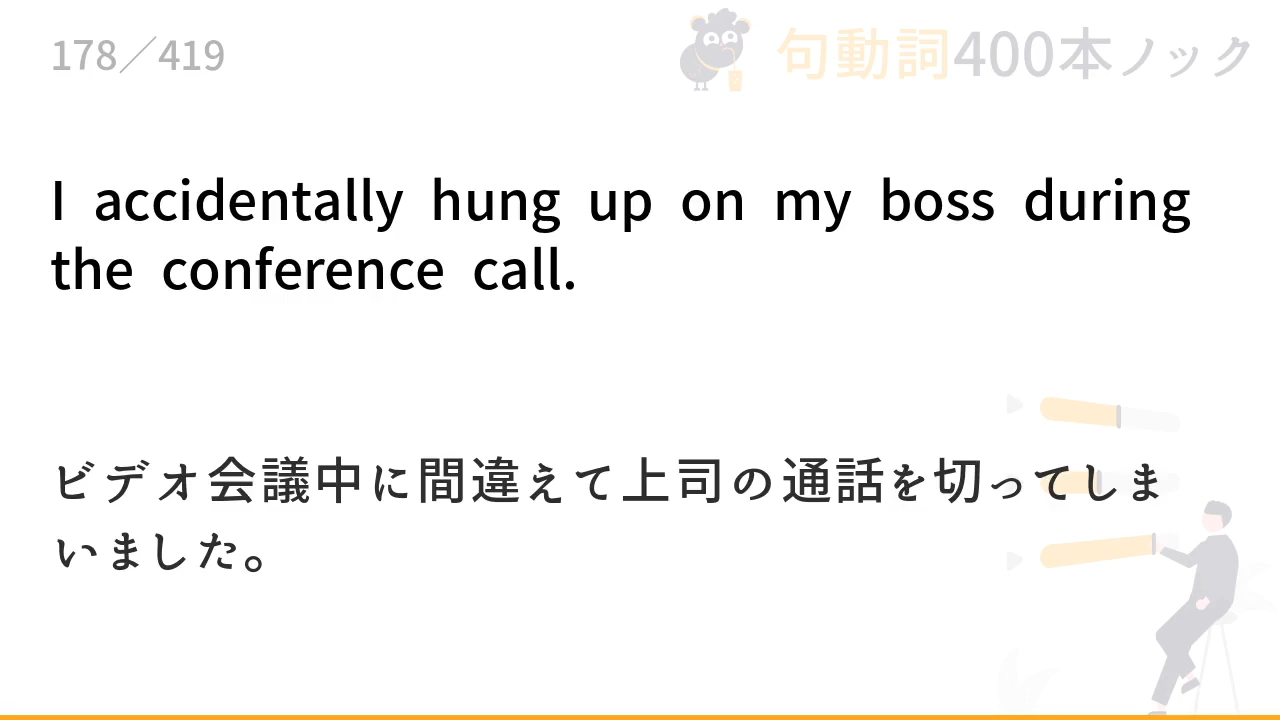 178／419
句動詞400本ノック
I accidentally hung up on my boss during
the conference call.
ビデオ会議中に間違えて上司の通話を切ってしま
いました。